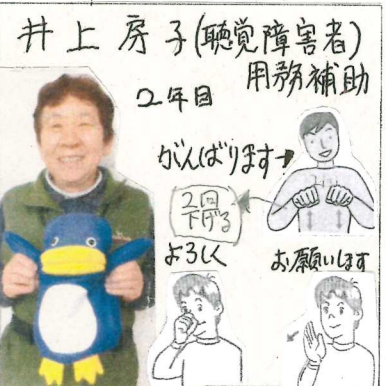 井上房子(聴覚障害者)
用務補助
2年目
がんばります
2回
下げる
よろしく
お願いします